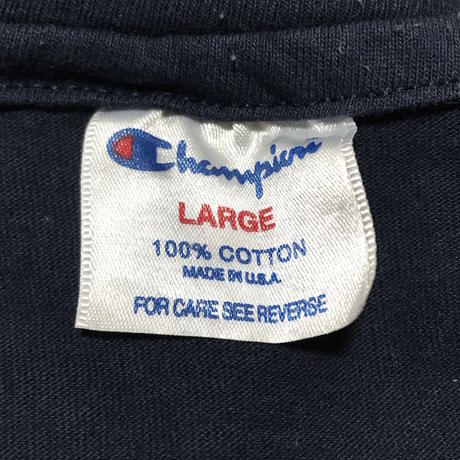 Champion
LARGE
100% COTTON
MADE IN U.S.A.
FOR CARE SEE REVERSE